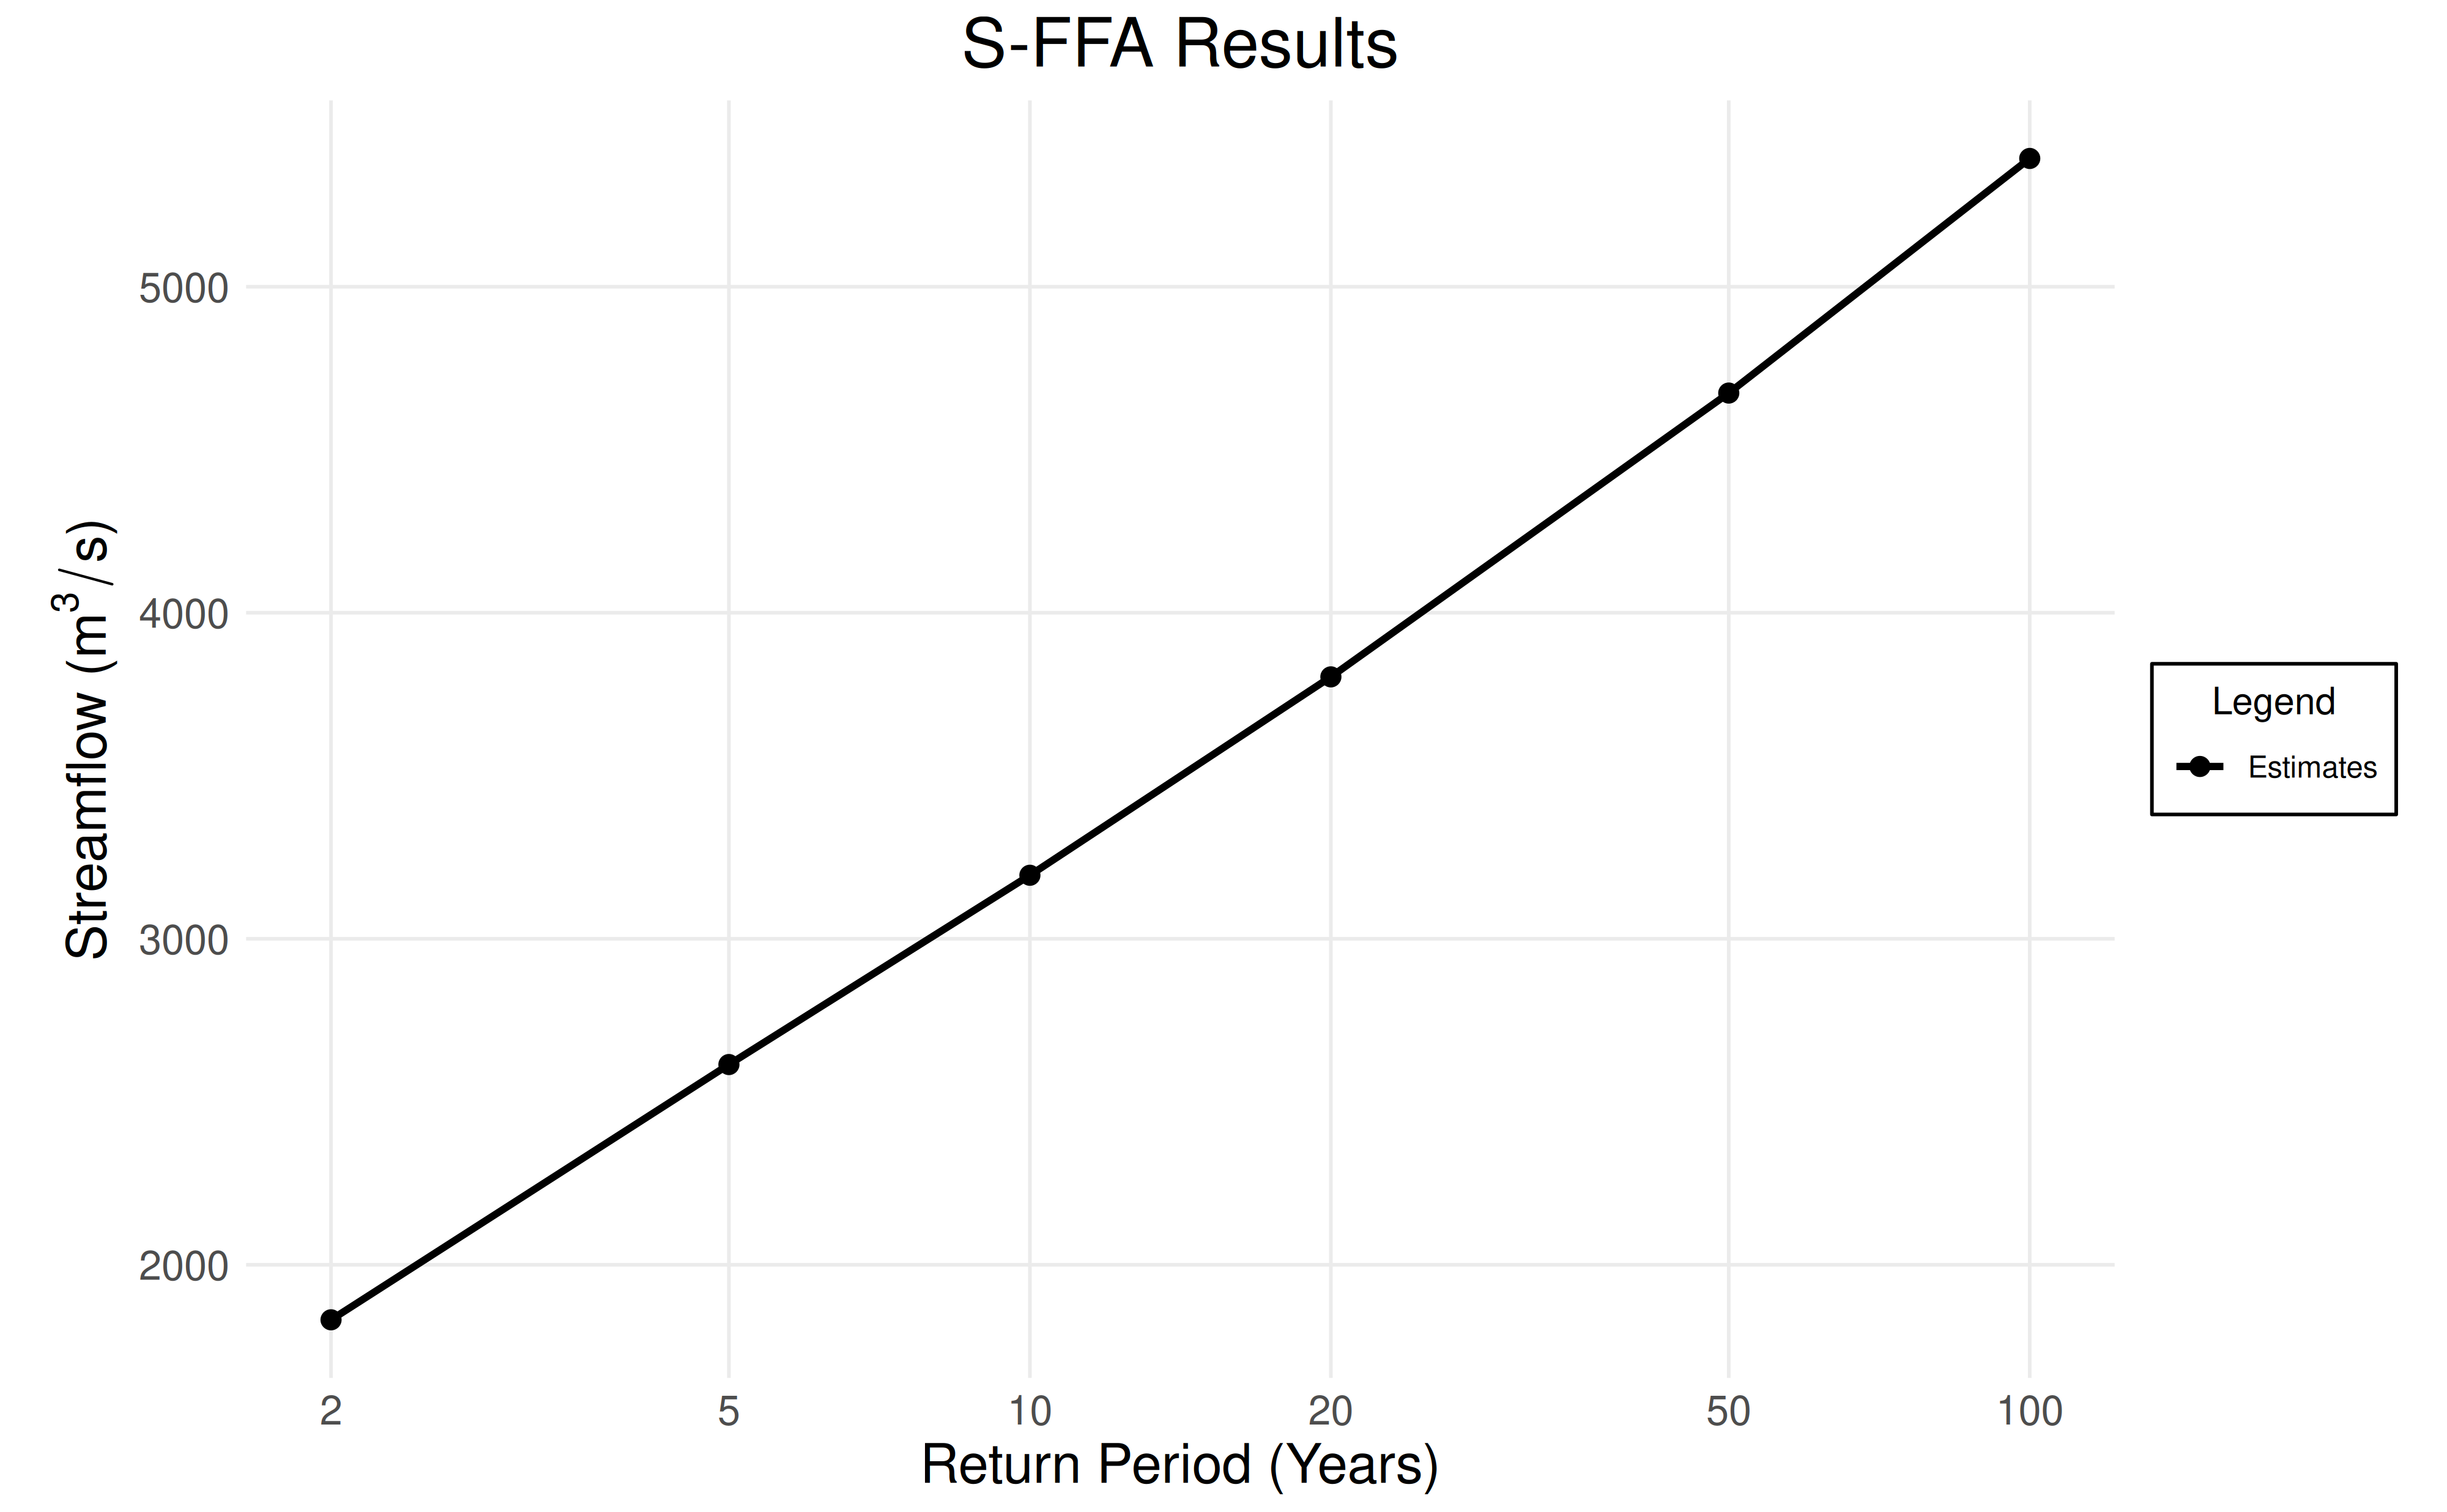 S-FFA Results
Streamflow (m³/s)
5000
4000
3000
2000
2 5 10 20 50 100
Return Period (Years)
Legend
Estimates